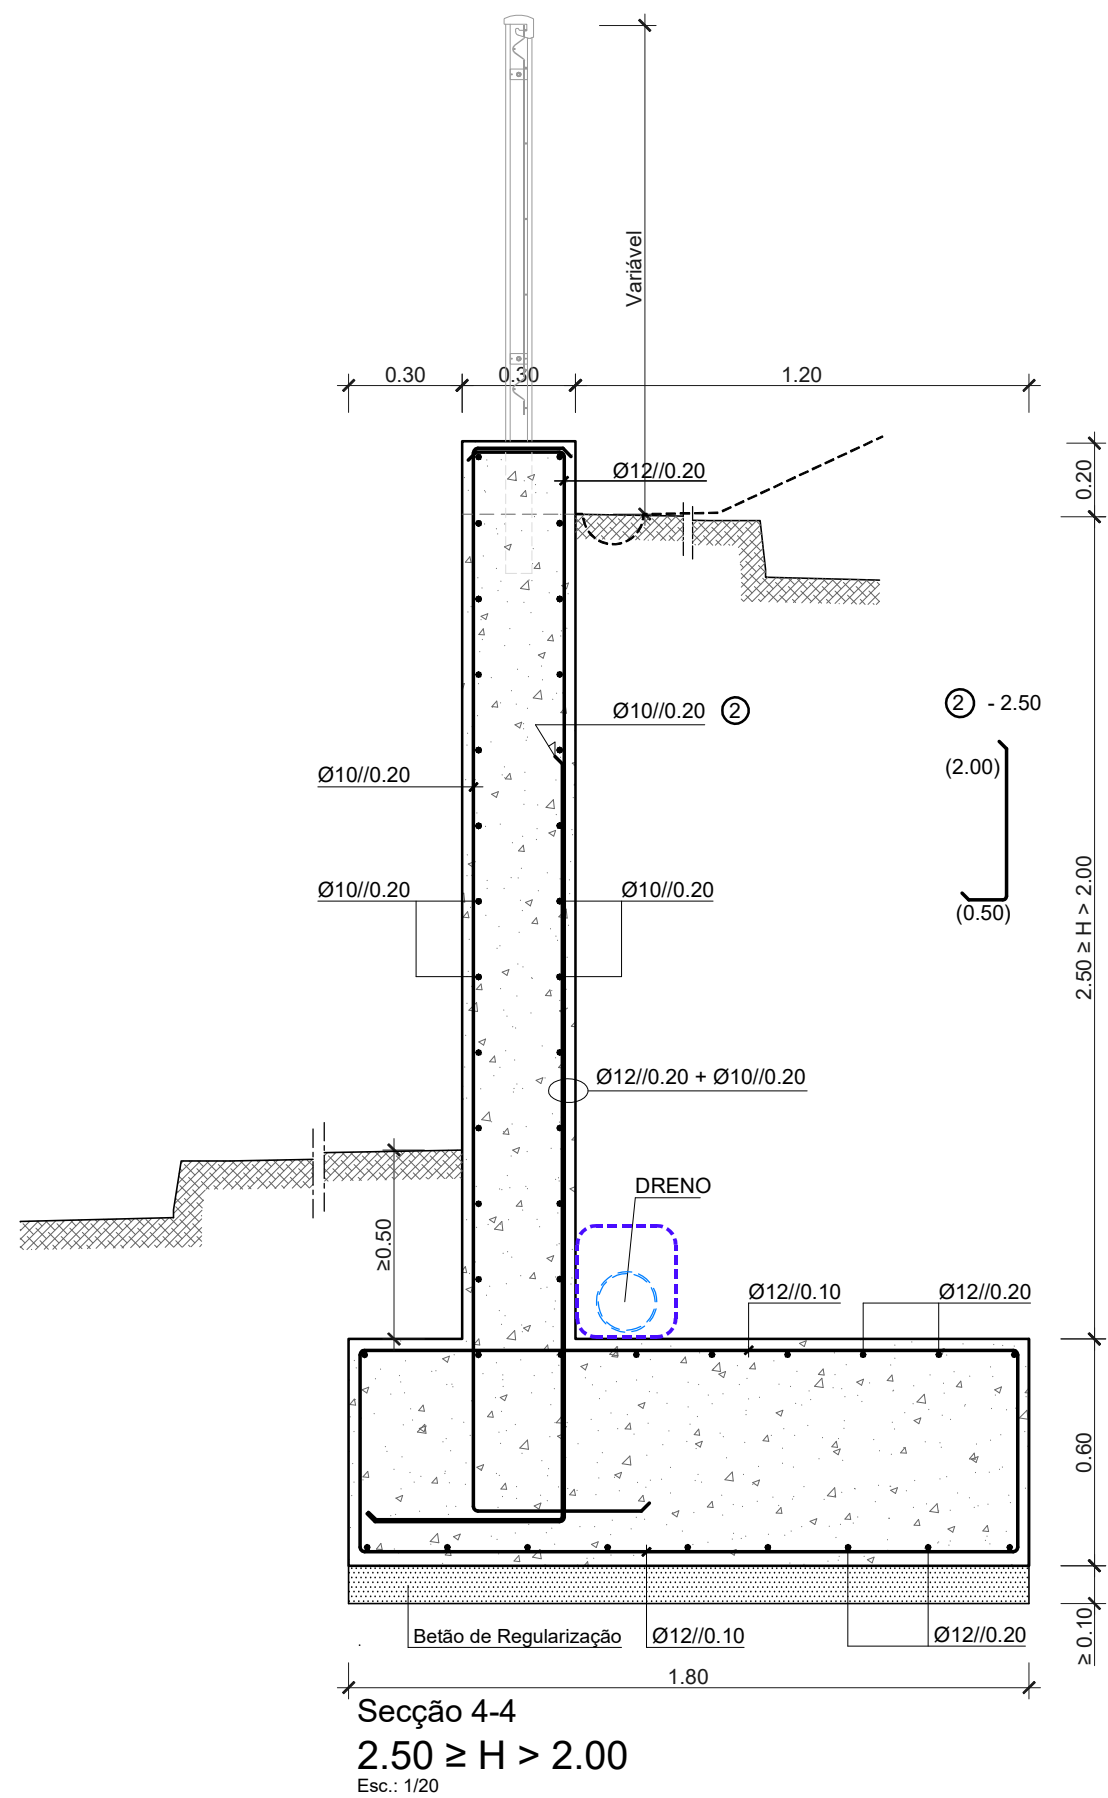 Variável
0.30
0.30
1.20
0.20
Ø12//0.20
Ø10//0.20 2
2 - 2.50
(2.00)
(0.50)
Ø10//0.20
Ø10//0.20
Ø10//0.20
2.50 ≥ H > 2.00
Ø12//0.20 + Ø10//0.20
DRENO
≥0.50
Ø12//0.10
Ø12//0.20
0.60
Betão de Regularização
Ø12//0.10
Ø12//0.20
≥ 0.10
1.80
Secção 4-4
2.50 ≥ H > 2.00
Esc.: 1/20